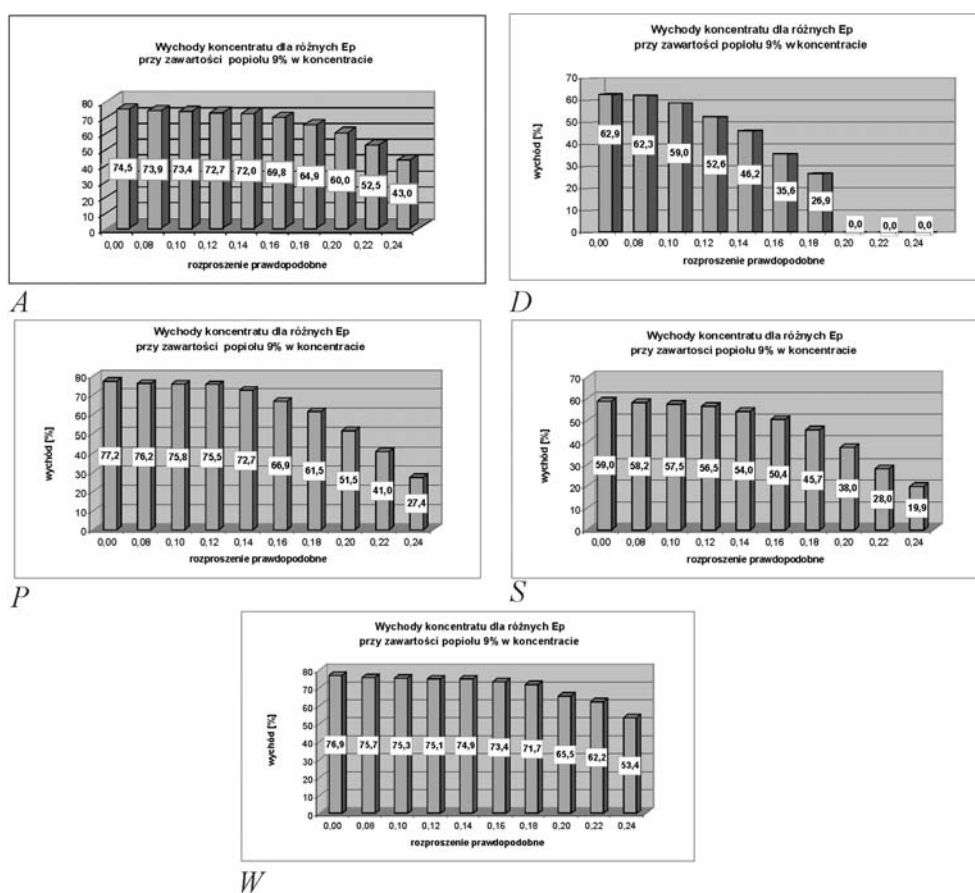 Wychody koncentratu dla różnych Ep
przy zawartości popiołu 9% w koncentracie
80
70
60
50
40
30
20
10
0
wychód [%]
74,5 73,9 73,4 72,7 72,0 69,8 64,9 60,0 52,5 43,0
0,00 0,08 0,10 0,12 0,14 0,16 0,18 0,20 0,22 0,24
rozproszenie prawdopodobne
A
Wychody koncentratu dla różnych Ep
przy zawartości popiołu 9% w koncentracie
70
60
50
40
30
20
10
0
wychód [%]
62,9 62,3 59,0 52,6 46,2 35,6 26,9 0,0 0,0 0,0
0,00 0,08 0,10 0,12 0,14 0,16 0,18 0,20 0,22 0,24
rozproszenie prawdopodobne
D
Wychody koncentratu dla różnych Ep
przy zawartości popiołu 9% w koncentracie
80
70
60
50
40
30
20
10
0
wychód [%]
77,2 76,2 75,8 75,5 72,7 66,9 61,5 51,5 41,0 27,4
0,00 0,08 0,10 0,12 0,14 0,16 0,18 0,20 0,22 0,24
rozproszenie prawdopodobne
P
Wychody koncentratu dla różnych Ep
przy zawartości popiołu 9% w koncentracie
70
60
50
40
30
20
10
0
wychód [%]
59,0 58,2 57,5 56,5 54,0 50,4 45,7 38,0 28,0 19,9
0,00 0,08 0,10 0,12 0,14 0,16 0,18 0,20 0,22 0,24
rozproszenie prawdopodobne
S
Wychody koncentratu dla różnych Ep
przy zawartości popiołu 9% w koncentracie
80
70
60
50
40
30
20
10
0
wychód [%]
76,9 75,7 75,3 75,1 74,9 73,4 71,7 65,5 62,2 53,4
0,00 0,08 0,10 0,12 0,14 0,16 0,18 0,20 0,22 0,24
rozproszenie prawdopodobne
W